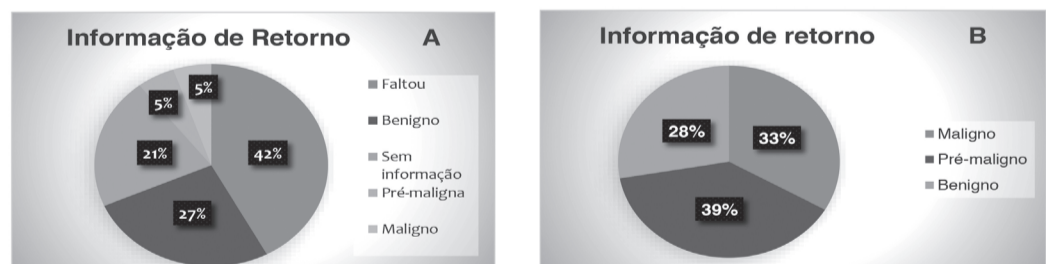 Informação de Retorno A
5%
5%
21%
42%
27%
Faltou
Benigno
Sem
informação
Pré-maligna
Maligno
Informação de retorno B
28%
33%
39%
Maligno
Pré-maligno
Benigno